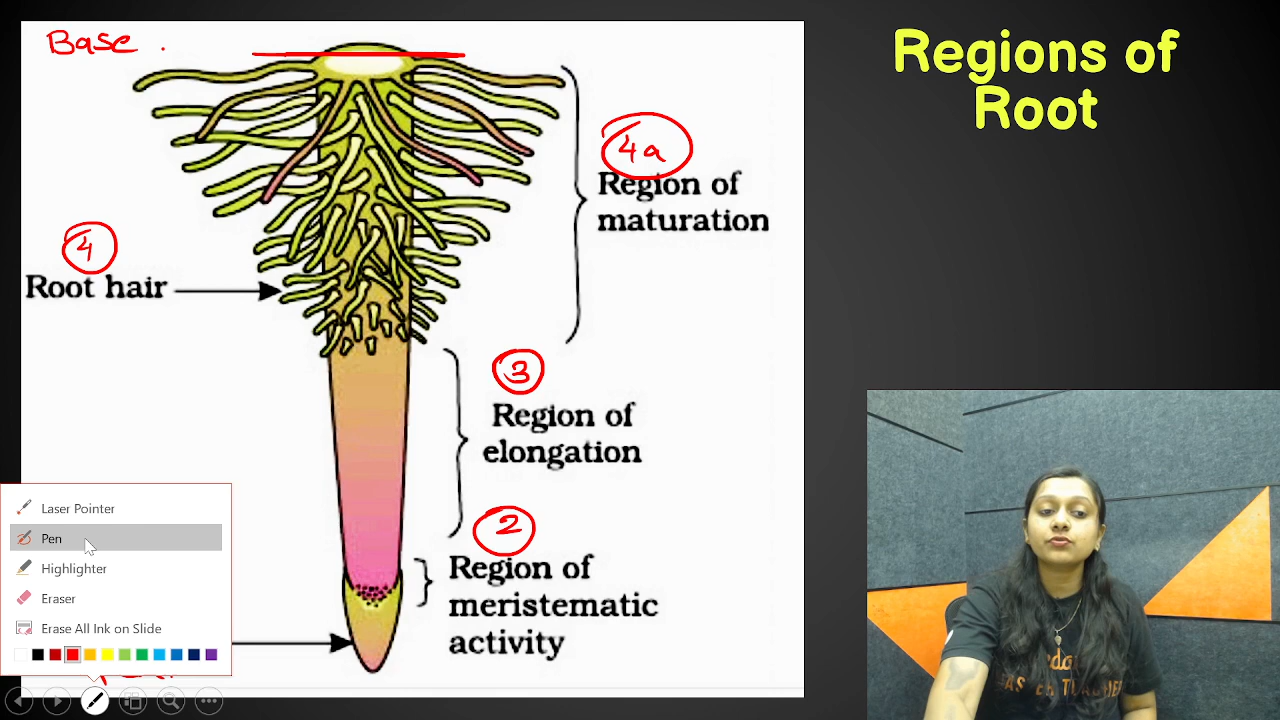 Base.
Regions of
Root
4a
Region of
maturation
4
Root hair
3
Region of
elongation
2
Region of
meristematic
activity
Laser Pointer
Pen
Highlighter
Eraser
Erase All Ink on Slide